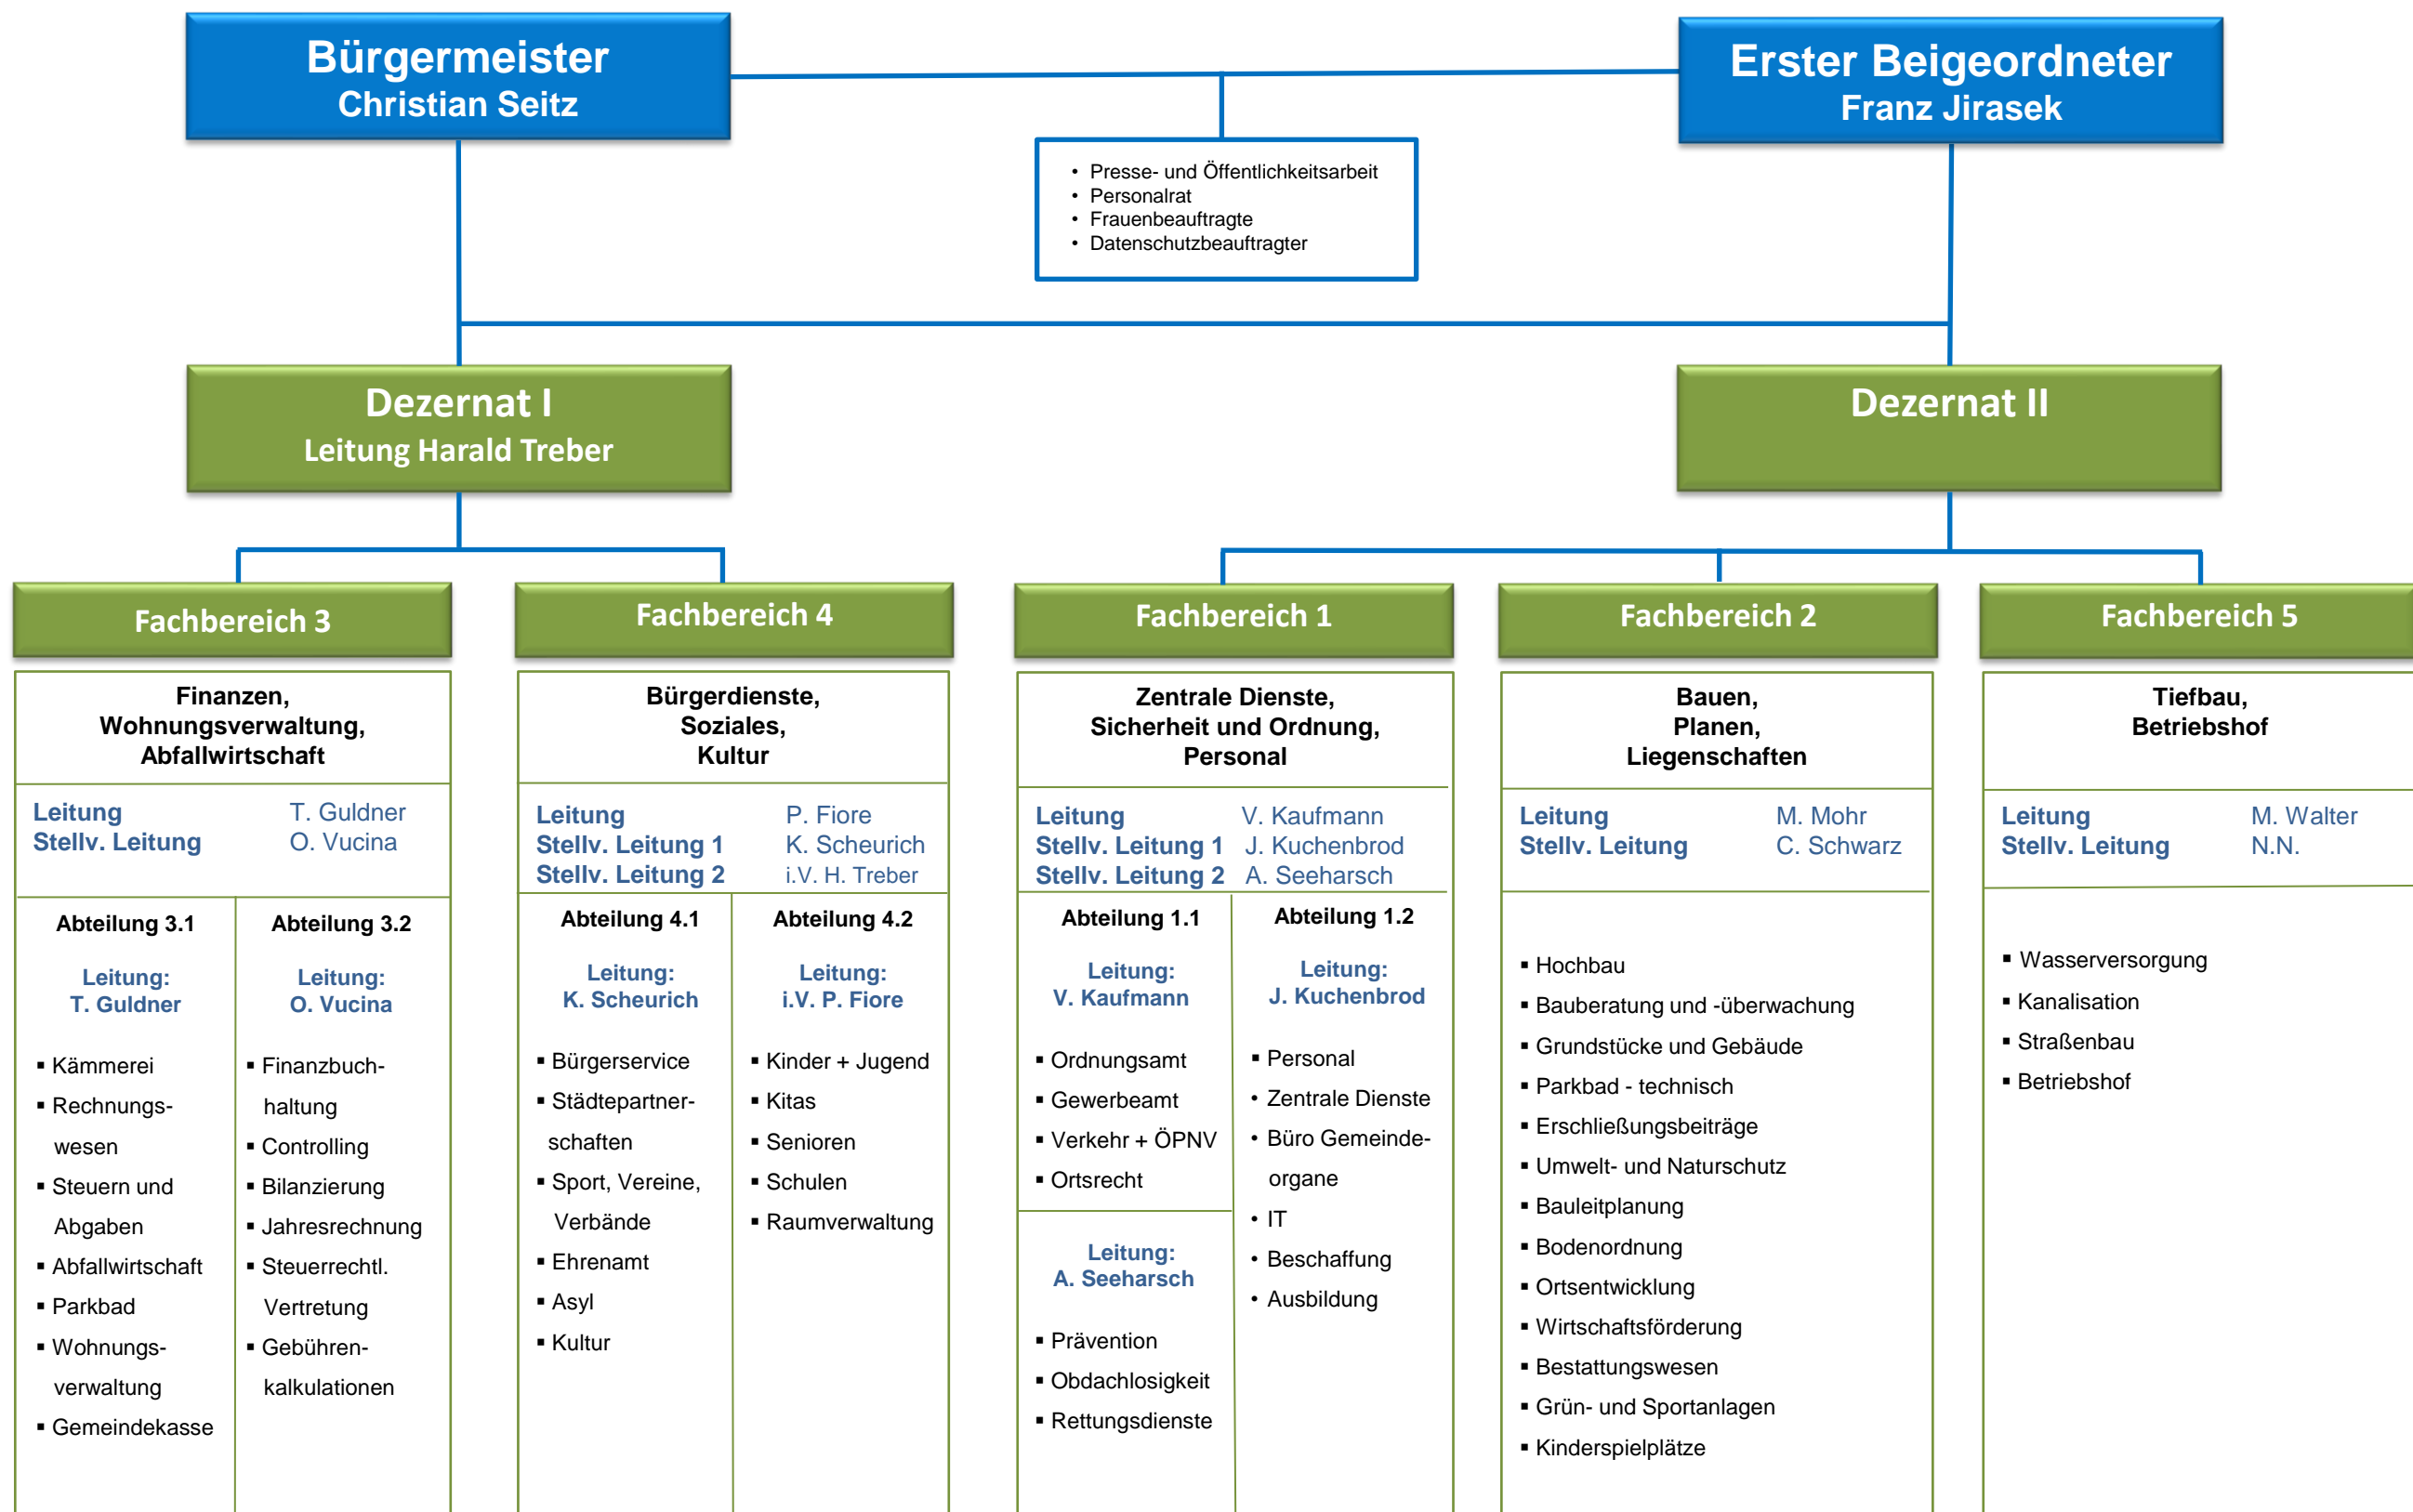 Bürgermeister
Christian Seitz
Erster Beigeordneter
Franz Jirasek
• Presse- und Öffentlichkeitsarbeit
• Personalrat
• Frauenbeauftragte
• Datenschutzbeauftragter
Dezernat I
Leitung Harald Treber
Dezernat II
Fachbereich 3
Finanzen,
Wohnungsverwaltung,
Abfallwirtschaft
Leitung T. Guldner
Stellv. Leitung O. Vucina
Abteilung 3.1
Leitung:
T. Guldner
▪ Kämmerei
▪ Rechnungs-
wesen
▪ Steuern und
Abgaben
▪ Abfallwirtschaft
▪ Parkbad
▪ Wohnungs-
verwaltung
▪ Gemeindekasse
Abteilung 3.2
Leitung:
O. Vucina
▪ Finanzbuch-
haltung
▪ Controlling
▪ Bilanzierung
▪ Jahresrechnung
▪ Steuerrechtl.
Vertretung
▪ Gebühren-
kalkulationen
Fachbereich 4
Bürgerdienste,
Soziales,
Kultur
Leitung P. Fiore
Stellv. Leitung 1 K. Scheurich
Stellv. Leitung 2 i.V. H. Treber
Abteilung 4.1
Leitung:
K. Scheurich
▪ Bürgerservice
▪ Städtepartner-
schaften
▪ Sport, Vereine,
Verbände
▪ Ehrenamt
▪ Asyl
▪ Kultur
Abteilung 4.2
Leitung:
i.V. P. Fiore
▪ Kinder + Jugend
▪ Kitas
▪ Senioren
▪ Schulen
▪ Raumverwaltung
Fachbereich 1
Zentrale Dienste,
Sicherheit und Ordnung,
Personal
Leitung V. Kaufmann
Stellv. Leitung 1 J. Kuchenbrod
Stellv. Leitung 2 A. Seeharsch
Abteilung 1.1
Leitung:
V. Kaufmann
▪ Ordnungsamt
▪ Gewerbeamt
▪ Verkehr + ÖPNV
▪ Ortsrecht
Leitung:
A. Seeharsch
▪ Prävention
▪ Obdachlosigkeit
▪ Rettungsdienste
Abteilung 1.2
Leitung:
J. Kuchenbrod
▪ Personal
• Zentrale Dienste
• Büro Gemeinde-
organe
• IT
• Beschaffung
• Ausbildung
Fachbereich 2
Bauen,
Planen,
Liegenschaften
Leitung M. Mohr
Stellv. Leitung C. Schwarz
▪ Hochbau
▪ Bauberatung und -überwachung
▪ Grundstücke und Gebäude
▪ Parkbad - technisch
▪ Erschließungsbeiträge
▪ Umwelt- und Naturschutz
▪ Bauleitplanung
▪ Bodenordnung
▪ Ortsentwicklung
▪ Wirtschaftsförderung
▪ Bestattungswesen
▪ Grün- und Sportanlagen
▪ Kinderspielplätze
Fachbereich 5
Tiefbau,
Betriebshof
Leitung M. Walter
Stellv. Leitung N.N.
▪ Wasserversorgung
▪ Kanalisation
▪ Straßenbau
▪ Betriebshof